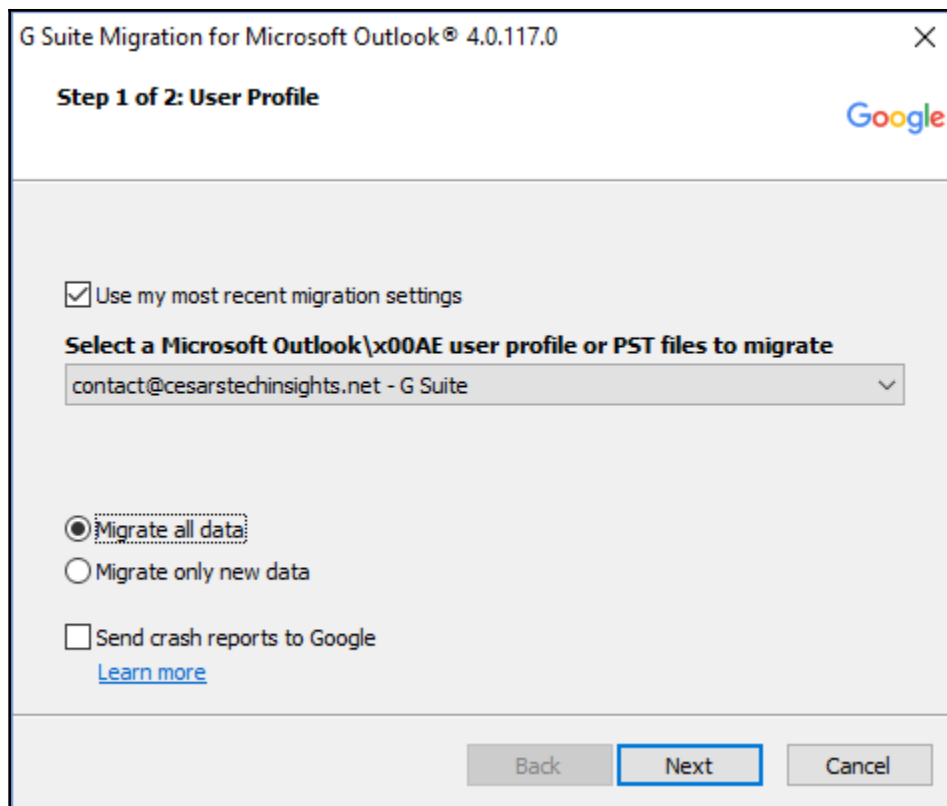 G Suite Migration for Microsoft Outlook® 4.0.117.0
Step 1 of 2: User Profile
Google
Use my most recent migration settings
Select a Microsoft Outlook\x00AE user profile or PST files to migrate
contact@cesarstechinsights.net - G Suite
Migrate all data
Migrate only new data
Send crash reports to Google
Learn more
Back Next Cancel